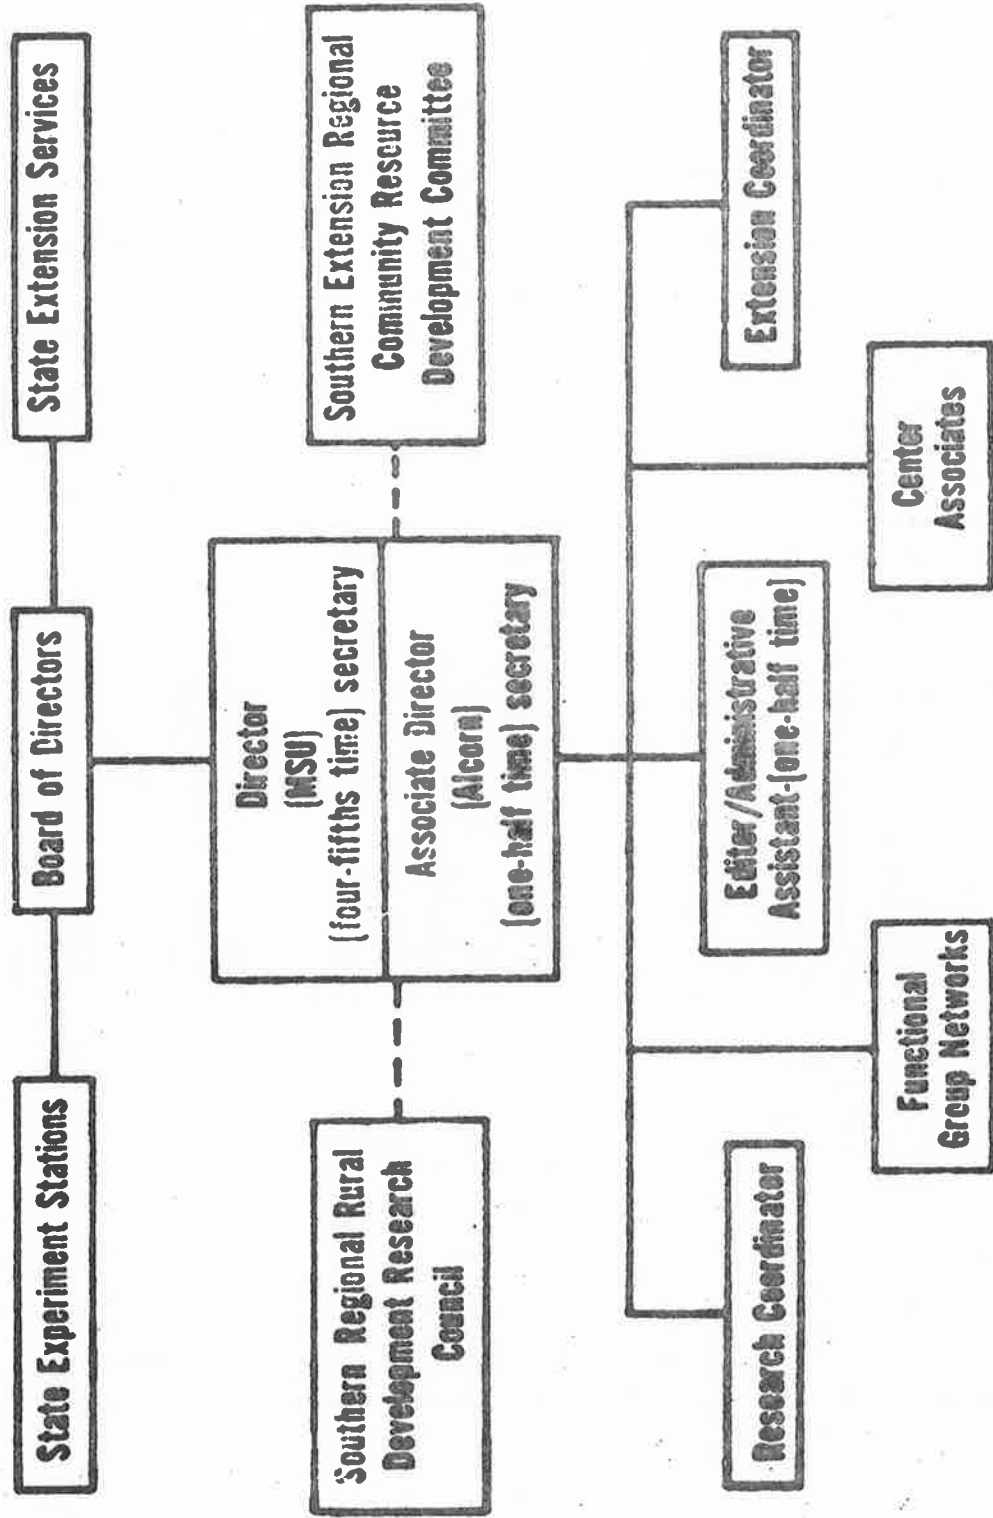 State Experiment Stations
Board of Directors
State Extension Services
Director
(MSU)
(four-fifths time) secretary
Southern Regional Rural
Development Research
Council
Associate Director
(Alcorn)
(one-half time) secretary
Southern Extension Regional
Community Resource
Development Committee
Research Coordinator
Editer/Administrative
Assistant-(one-half time)
Extension Coordinator
Functional
Group Networks
Center
Associates